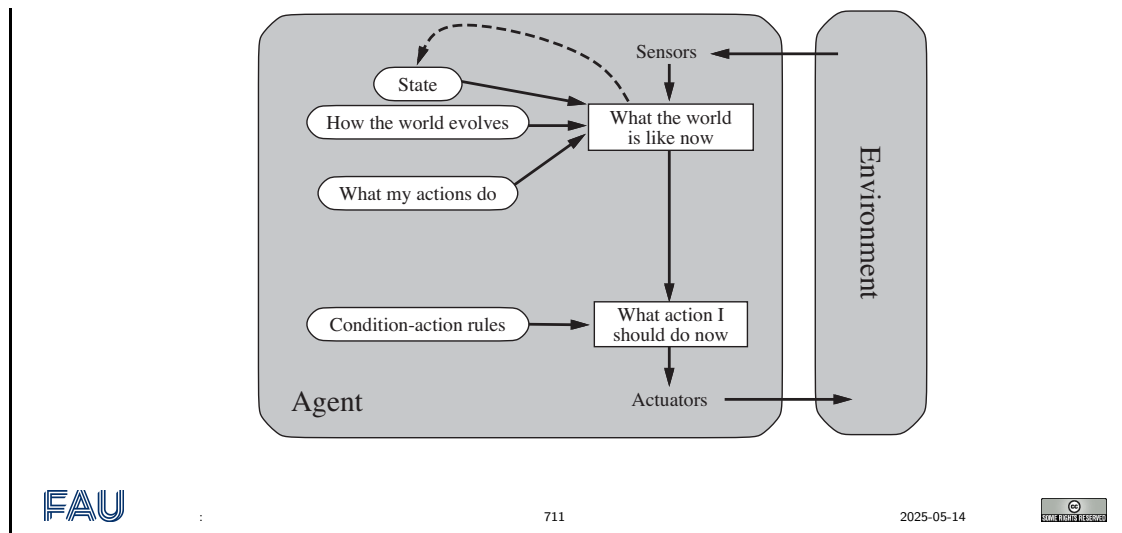 Sensors
State
What the world
is like now
How the world evolves
What my actions do
Environment
What action I
should do now
Condition-action rules
Agent
Actuators
FAU
:
711
2025-05-14
cc
SOME RIGHTS RESERVED